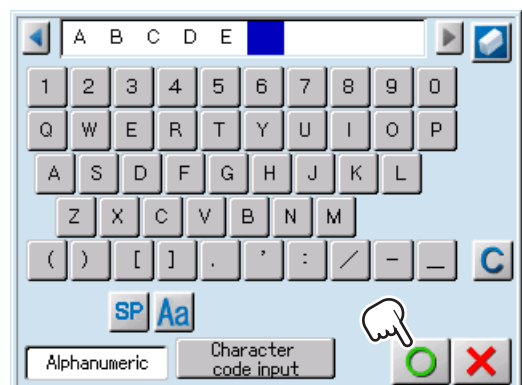 A B C D E
1 2 3 4 5 6 7 8 9 0
Q W E R T Y U I O P
A S D F G H J K L
Z X C V B N M
( ) [ ] . ' : / - _ C
SP Aa
Alphanumeric
Character
code input